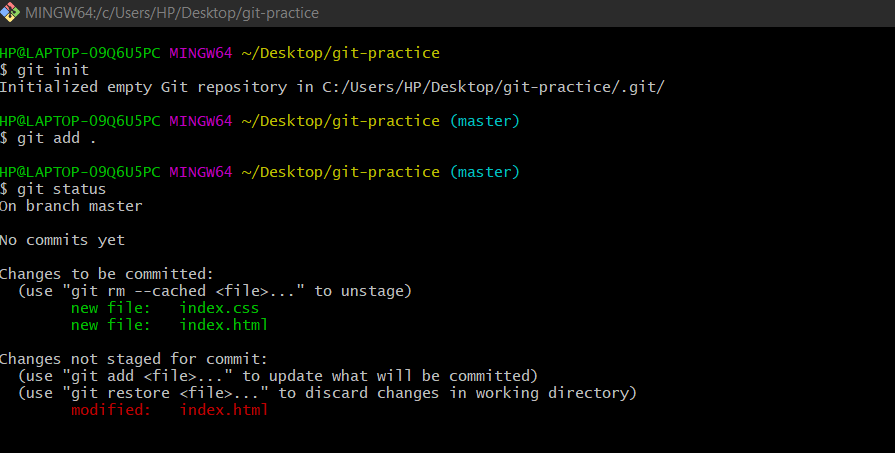 MINGW64:/c/Users/HP/Desktop/git-practice
HP@LAPTOP-O9Q6U5PC MINGW64 ~/Desktop/git-practice
$ git init
Initialized empty Git repository in C:/Users/HP/Desktop/git-practice/.git/
HP@LAPTOP-O9Q6U5PC MINGW64 ~/Desktop/git-practice (master)
$ git add .
HP@LAPTOP-O9Q6U5PC MINGW64 ~/Desktop/git-practice (master)
$ git status
On branch master
No commits yet
Changes to be committed:
  (use "git rm --cached <file>..." to unstage)
        new file:   index.css
        new file:   index.html
Changes not staged for commit:
  (use "git add <file>..." to update what will be committed)
  (use "git restore <file>..." to discard changes in working directory)
        modified:   index.html